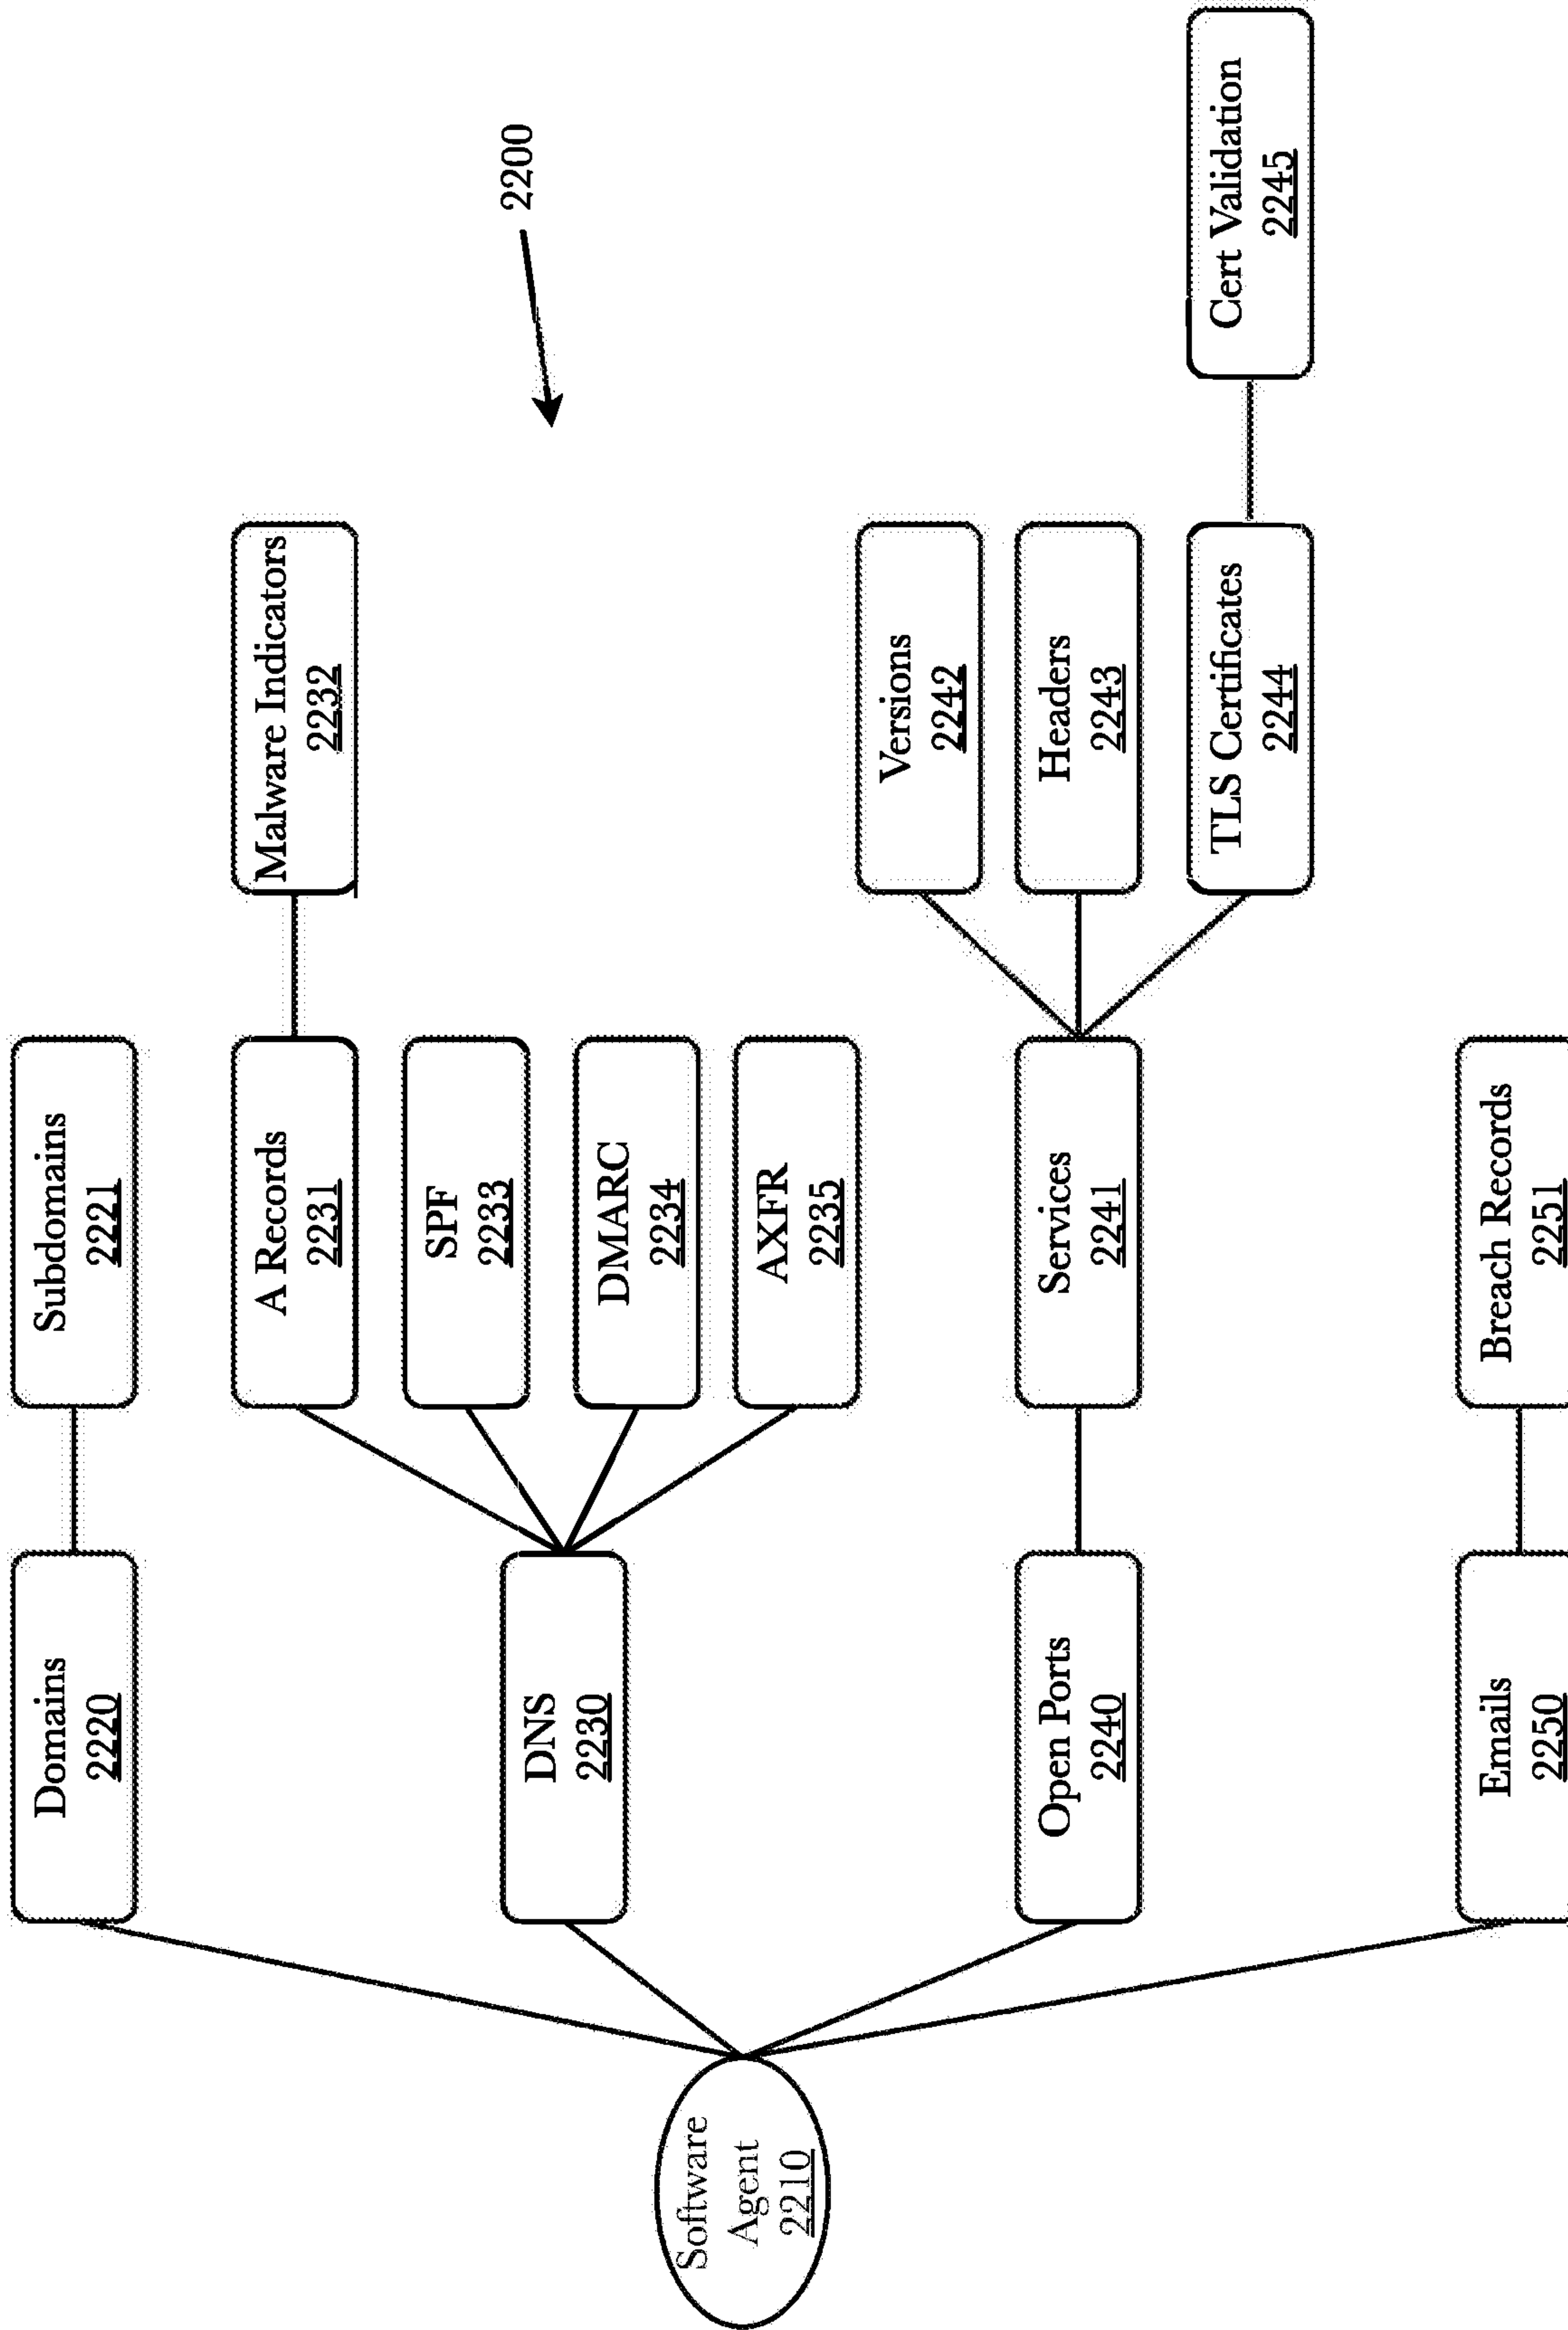 2200
Software
Agent
2210
Domains
2220
Subdomains
2221
DNS
2230
A Records
2231
Malware Indicators
2232
SPF
2233
DMARC
2234
AXFR
2235
Open Ports
2240
Services
2241
Versions
2242
Headers
2243
TLS Certificates
2244
Cert Validation
2245
Emails
2250
Breach Records
2251